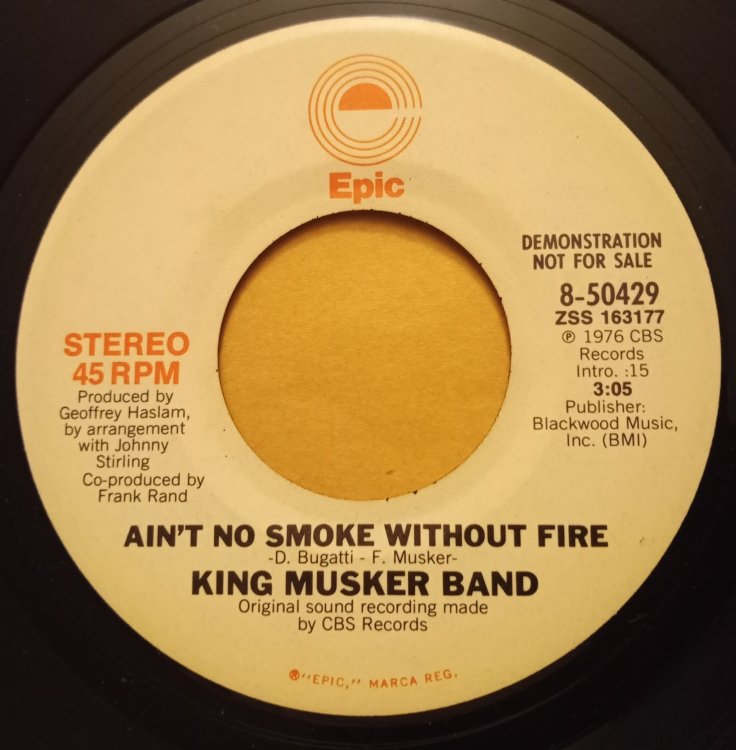 Epic
DEMONSTRATION
NOT FOR SALE
8-50429
ZSS 163177
℗ 1976 CBS
Records
Intro. :15
3:05
Publisher:
Blackwood Music,
Inc. (BMI)
STEREO
45 RPM
Produced by
Geoffrey Haslam,
by arrangement
with Johnny
Stirling
Co-produced by
Frank Rand
AIN'T NO SMOKE WITHOUT FIRE
-D. Bugatti - F. Musker-
KING MUSKER BAND
Original sound recording made
by CBS Records
®"EPIC," MARCA REG.